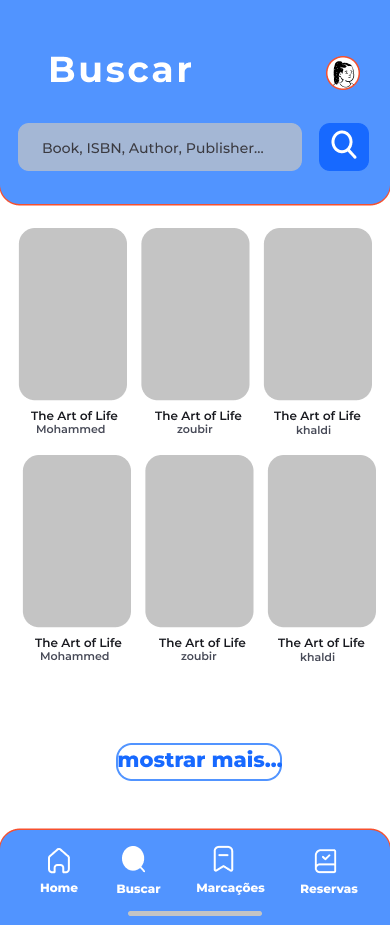 Buscar
Book, ISBN, Author, Publisher...
The Art of Life
Mohammed
The Art of Life
zoubir
The Art of Life
khaldi
The Art of Life
Mohammed
The Art of Life
zoubir
The Art of Life
khaldi
mostrar mais...
Home
Buscar
Marcações
Reservas